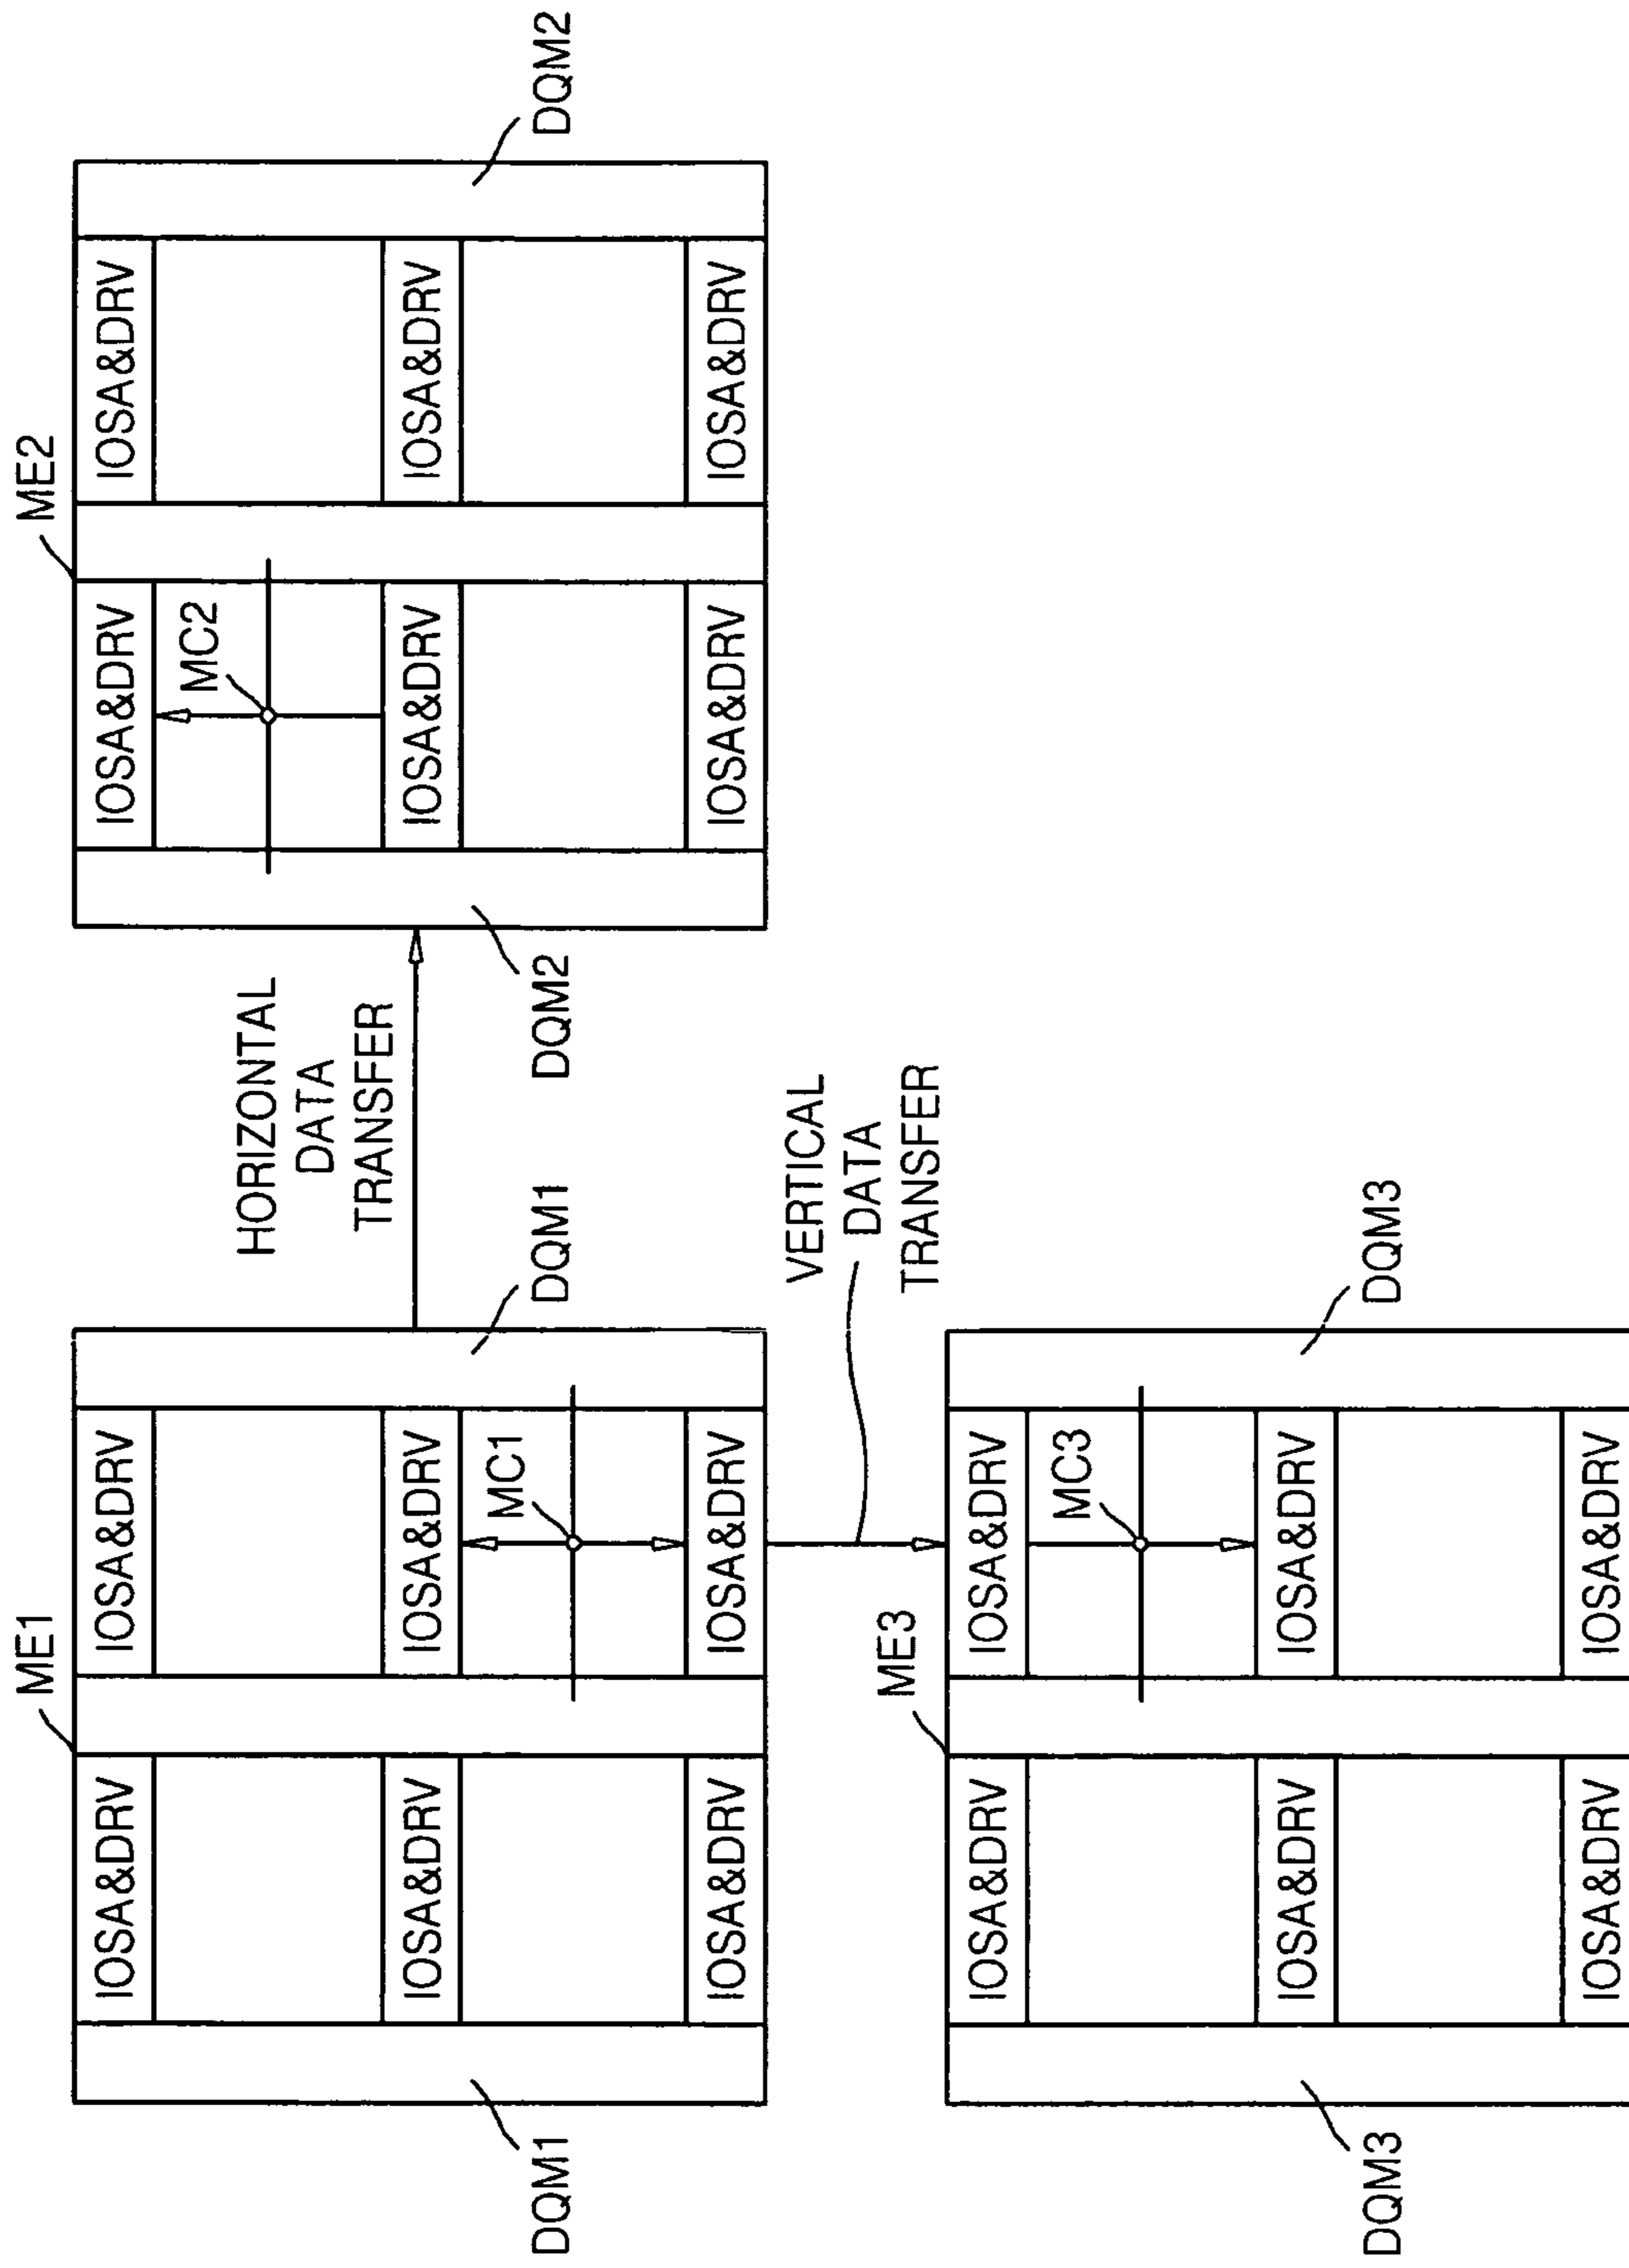 ME1
ME2
IOSA&DRV
IOSA&DRV
IOSA&DRV
IOSA&DRV
MC2
HORIZONTAL
DATA
TRANSFER
IOSA&DRV
IOSA&DRV
IOSA&DRV
IOSA&DRV
MC1
DQM1
DQM1
DQM2
DQM2
IOSA&DRV
IOSA&DRV
IOSA&DRV
IOSA&DRV
VERTICAL
DATA
TRANSFER
ME3
IOSA&DRV
IOSA&DRV
MC3
IOSA&DRV
IOSA&DRV
DQM3
DQM3
IOSA&DRV
IOSA&DRV